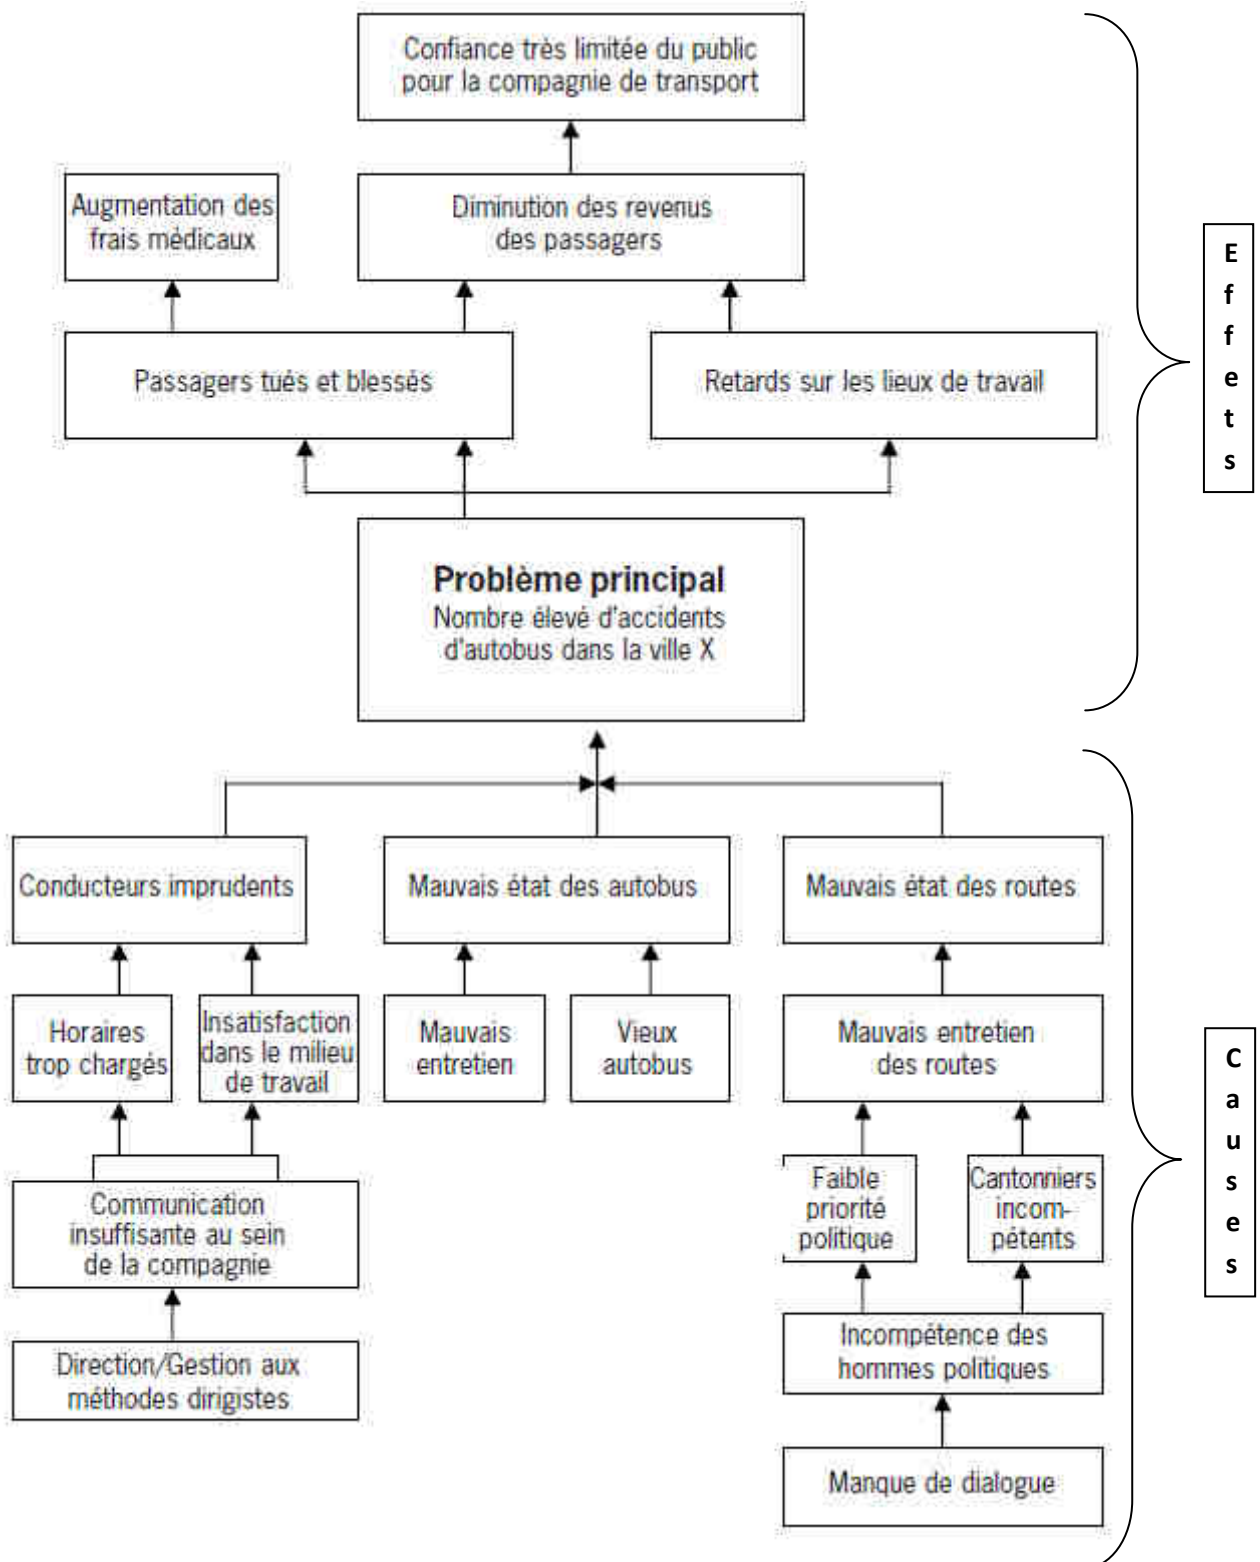 Confiance très limitée du public
pour la compagnie de transport
Augmentation des
frais médicaux
Diminution des revenus
des passagers
Passagers tués et blessés
Retards sur les lieux de travail
E
f
f
e
t
s
Problème principal
Nombre élevé d'accidents
d'autobus dans la ville X
Conducteurs imprudents
Mauvais état des autobus
Mauvais état des routes
Horaires
trop chargés
Insatisfaction
dans le milieu
de travail
Mauvais
entretien
Vieux
autobus
Mauvais entretien
des routes
C
a
u
s
e
s
Communication
insuffisante au sein
de la compagnie
Faible
priorité
politique
Cantonniers
incom-
pétents
Direction/Gestion aux
méthodes dirigistes
Incompétence des
hommes politiques
Manque de dialogue